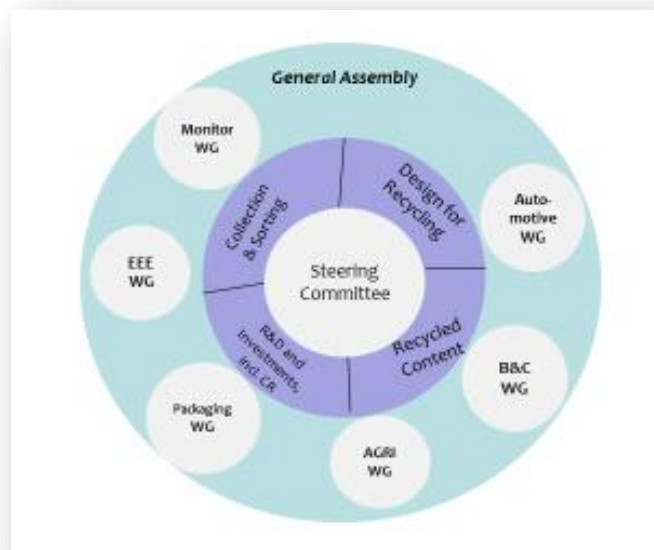 General Assembly
Monitor
WG
Collection
& Sorting
Design for
Recycling
Auto-
motive
WG
EEE
WG
Steering
Committee
R&D and
Investments,
incl. CR
Recycled
Content
B&C
WG
Packaging
WG
AGRI
WG